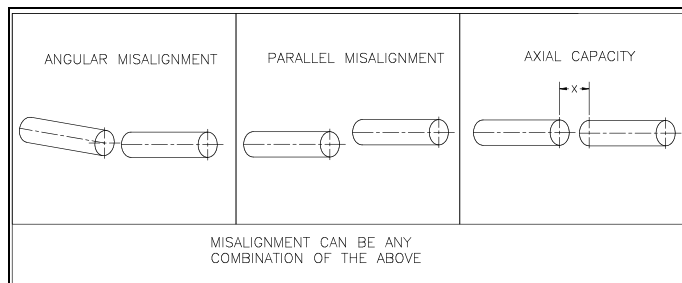 ANGULAR MISALIGNMENT
PARALLEL MISALIGNMENT
AXIAL CAPACITY
X
MISALIGNMENT CAN BE ANY
COMBINATION OF THE ABOVE